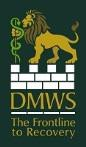 DMWS
The Frontline
to Recovery